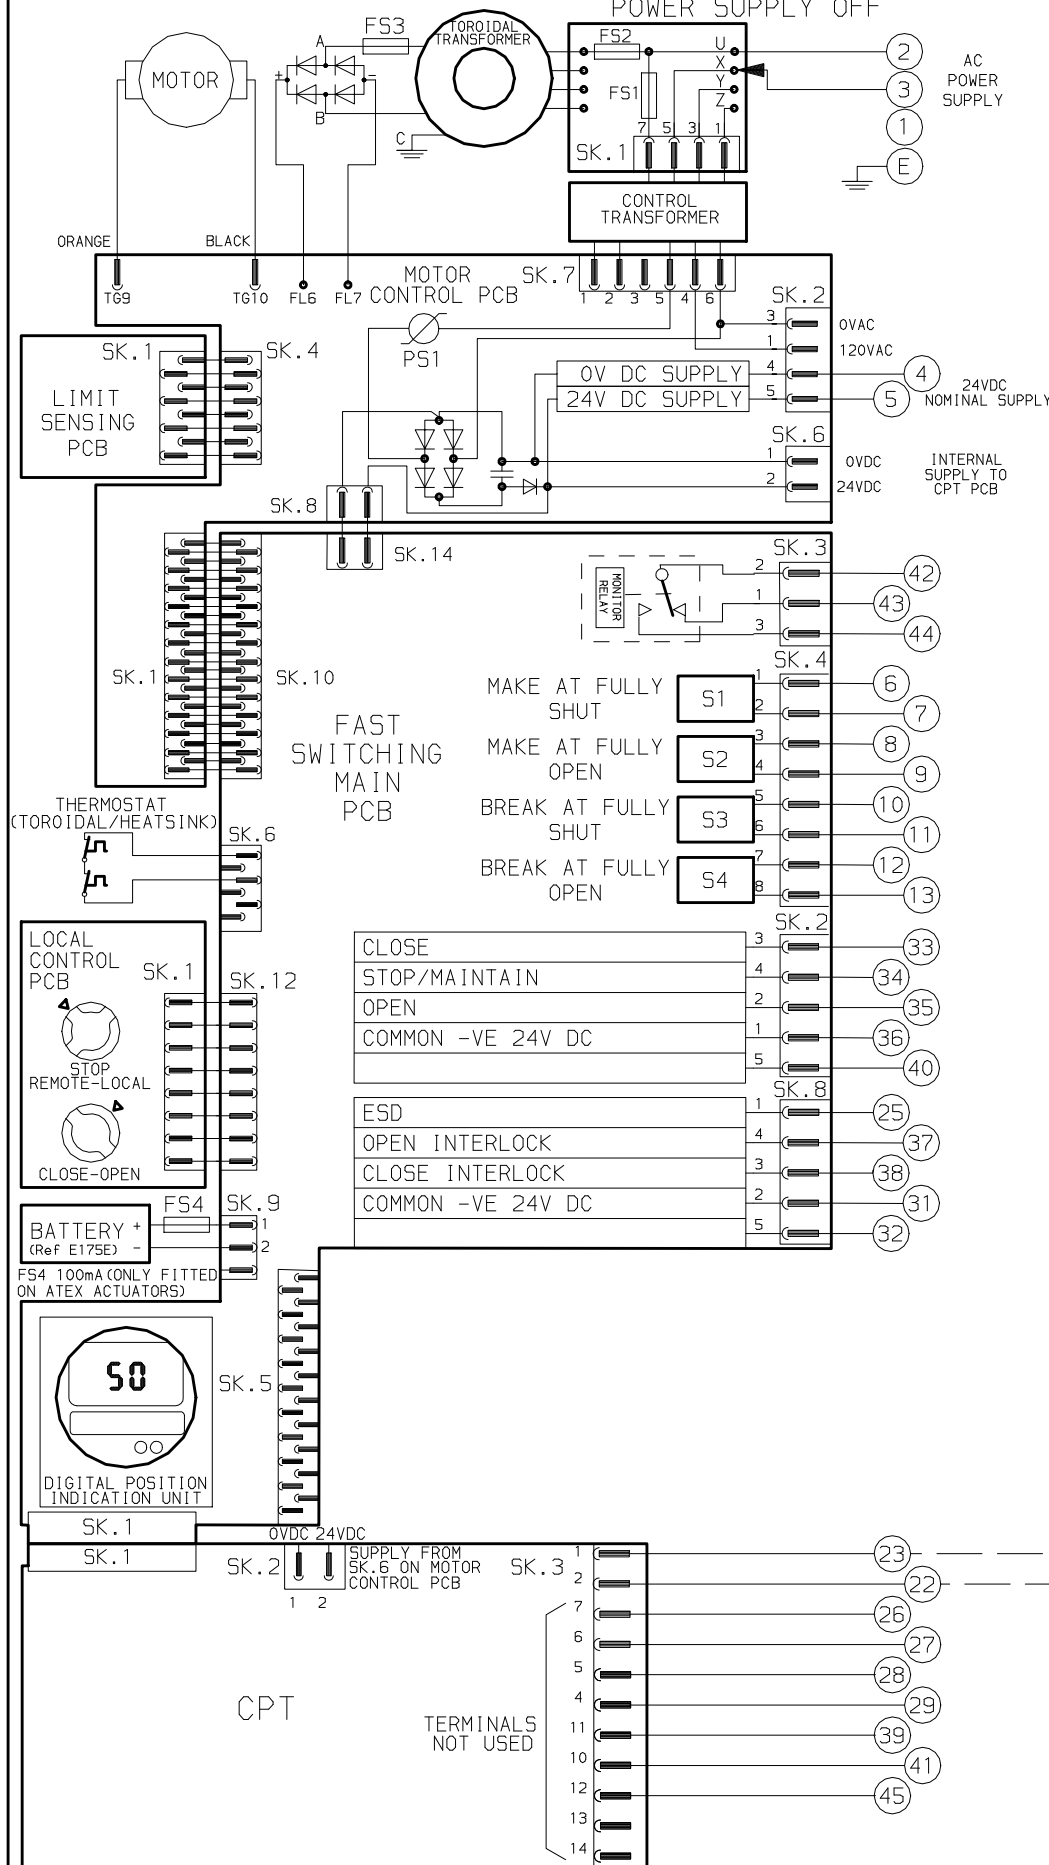 POWER SUPPLY OFF
FS3
TOROIDAL
TRANSFORMER
FS2
A
B
C
+
-
MOTOR
FS1
U
X
Y
Z
2
3
1
E
AC
POWER
SUPPLY
7 5 3 1
SK.1
CONTROL
TRANSFORMER
ORANGE
BLACK
TG9
TG10
FL6
FL7
MOTOR
CONTROL PCB
SK.7
1 2 3 5 4 6
SK.2
3 0VAC
1 120VAC
PS1
0V DC SUPPLY 4 4
24V DC SUPPLY 5 5
24VDC
NOMINAL SUPPLY
SK.1
SK.4
LIMIT
SENSING
PCB
SK.6
1 0VDC
2 24VDC
INTERNAL
SUPPLY TO
CPT PCB
SK.8
SK.14
SK.3
MONITOR
RELAY
2 42
1 43
3 44
SK.1
SK.10
FAST
SWITCHING
MAIN
PCB
SK.4
MAKE AT FULLY
SHUT
S1
1 6
2 7
MAKE AT FULLY
OPEN
S2
3 8
4 9
BREAK AT FULLY
SHUT
S3
5 10
6 11
BREAK AT FULLY
OPEN
S4
7 12
8 13
THERMOSTAT
(TOROIDAL/HEATSINK)
SK.6
SK.2
CLOSE 3 33
STOP/MAINTAIN 4 34
OPEN 2 35
COMMON -VE 24V DC 1 36
5 40
LOCAL
CONTROL
PCB
SK.1
SK.12
STOP
REMOTE-LOCAL
CLOSE-OPEN
SK.8
ESD 1 25
OPEN INTERLOCK 4 37
CLOSE INTERLOCK 3 38
COMMON -VE 24V DC 2 31
5 32
BATTERY + -
(Ref E175E)
FS4
SK.9
1
2
FS4 100mA(ONLY FITTED
ON ATEX ACTUATORS)
50
SK.5
DIGITAL POSITION
INDICATION UNIT
SK.1
SK.1
0VDC 24VDC
SK.2
1 2
SUPPLY FROM
SK.6 ON MOTOR
CONTROL PCB
SK.3
1 23
2 22
7 26
6 27
5 28
4 29
11 39
10 41
12 45
13
14
CPT
TERMINALS
NOT USED